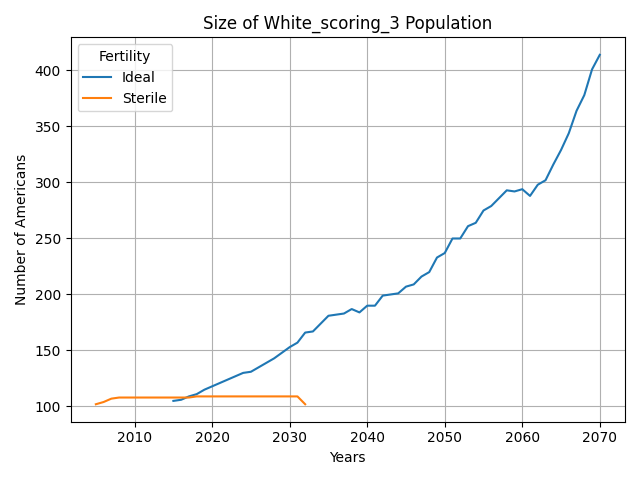 Size of White_scoring_3 Population
Fertility
Ideal
Sterile
Number of Americans
400
350
300
250
200
150
100
2010 2020 2030 2040 2050 2060 2070
Years